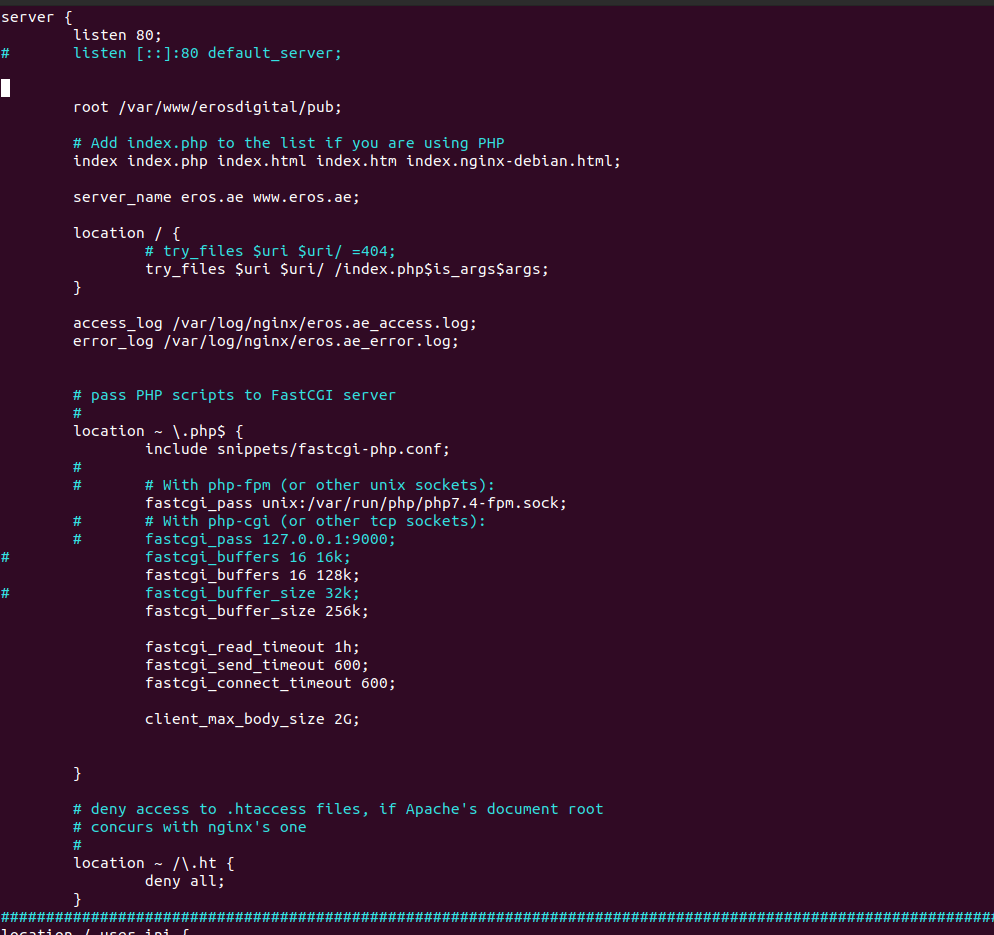 server {
        listen 80;
#       listen [::]:80 default_server;
        root /var/www/erosdigital/pub;
        # Add index.php to the list if you are using PHP
        index index.php index.html index.htm index.nginx-debian.html;
        server_name eros.ae www.eros.ae;
        location / {
                # try_files $uri $uri/ =404;
                try_files $uri $uri/ /index.php$is_args$args;
        }
        access_log /var/log/nginx/eros.ae_access.log;
        error_log /var/log/nginx/eros.ae_error.log;
        # pass PHP scripts to FastCGI server
        #
        location ~ \.php$ {
                include snippets/fastcgi-php.conf;
        #
        #       # With php-fpm (or other unix sockets):
                fastcgi_pass unix:/var/run/php/php7.4-fpm.sock;
        #       # With php-cgi (or other tcp sockets):
        #       fastcgi_pass 127.0.0.1:9000;
#               fastcgi_buffers 16 16k;
                fastcgi_buffers 16 128k;
#               fastcgi_buffer_size 32k;
                fastcgi_buffer_size 256k;
                fastcgi_read_timeout 1h;
                fastcgi_send_timeout 600;
                fastcgi_connect_timeout 600;
                client_max_body_size 2G;
        }
        # deny access to .htaccess files, if Apache's document root
        # concurs with nginx's one
        #
        location ~ /\.ht {
                deny all;
        }
##############################################################################################################
location / user.ini {